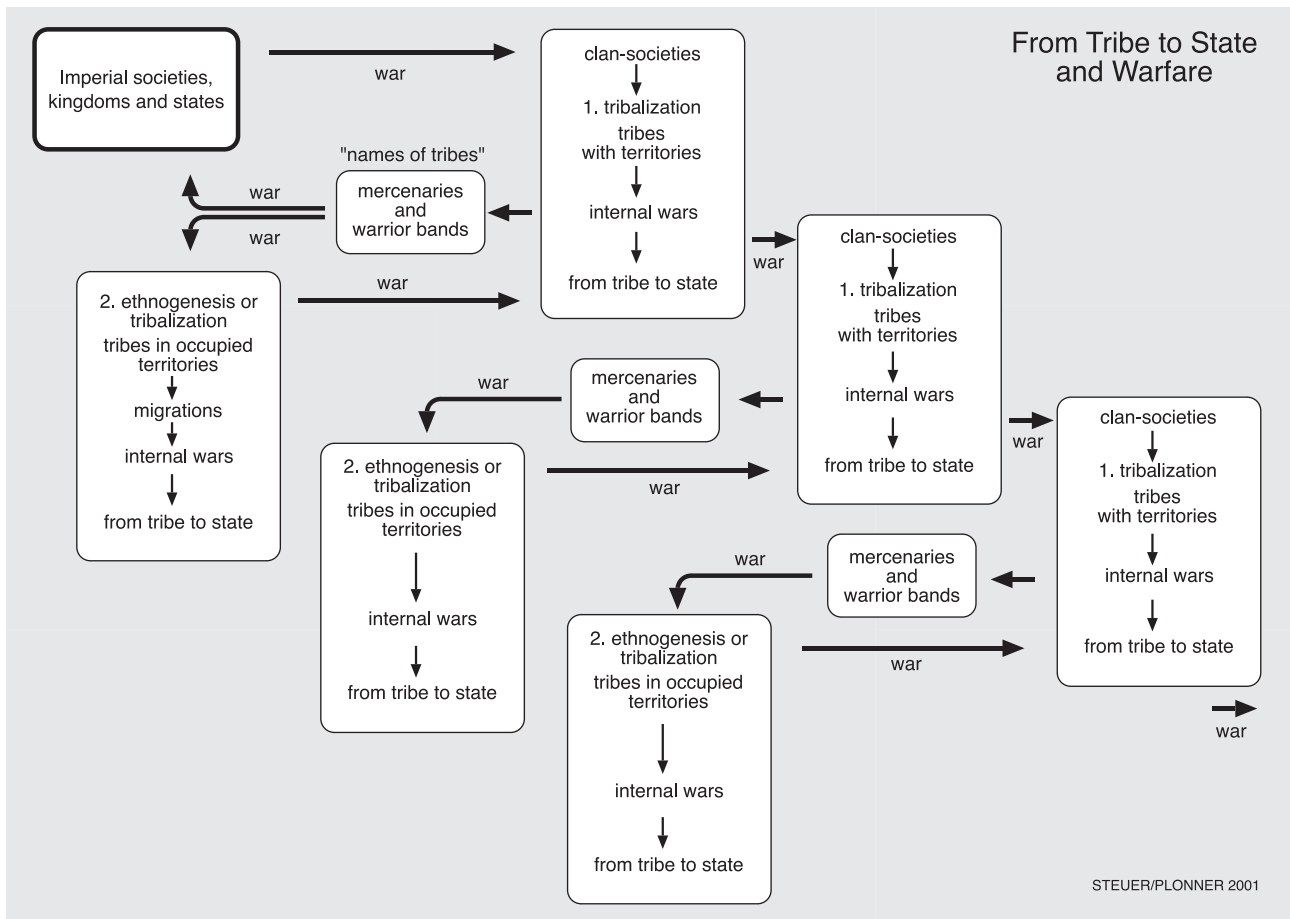 From Tribe to State
and Warfare
Imperial societies,
kingdoms and states
war
clan-societies
1. tribalization
tribes
with territories
internal wars
from tribe to state
"names of tribes"
mercenaries
and
warrior bands
war
war
2. ethnogenesis or
tribalization
tribes in occupied
territories
migrations
internal wars
from tribe to state
war
war
clan-societies
1. tribalization
tribes
with territories
internal wars
from tribe to state
mercenaries
and
warrior bands
war
2. ethnogenesis or
tribalization
tribes in occupied
territories
internal wars
from tribe to state
war
war
clan-societies
1. tribalization
tribes
with territories
internal wars
from tribe to state
mercenaries
and
warrior bands
war
2. ethnogenesis or
tribalization
tribes in occupied
territories
internal wars
from tribe to state
war
war
STEUER/PLONNER 2001